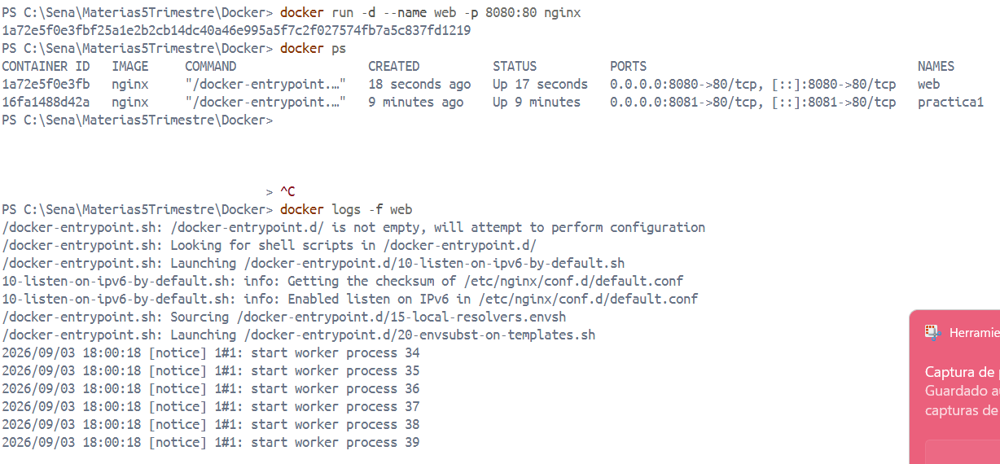 PS C:\Sena\Materias5Trimestre\Docker> docker run -d --name web -p 8080:80 nginx
1a72e5f0e3fbf25a1e2b2cb14dc40a46e995a5f7c2f027574fb7a5c837fd1219
PS C:\Sena\Materias5Trimestre\Docker> docker ps
CONTAINER ID   IMAGE     COMMAND                  CREATED          STATUS          PORTS                                     NAMES
1a72e5f0e3fb   nginx     "/docker-entrypoint.…"   18 seconds ago   Up 17 seconds   0.0.0.0:8080->80/tcp, [::]:8080->80/tcp   web
16fa1488d42a   nginx     "/docker-entrypoint.…"   9 minutes ago    Up 9 minutes    0.0.0.0:8081->80/tcp, [::]:8081->80/tcp   practica1
PS C:\Sena\Materias5Trimestre\Docker>
> ^C
PS C:\Sena\Materias5Trimestre\Docker> docker logs -f web
/docker-entrypoint.sh: /docker-entrypoint.d/ is not empty, will attempt to perform configuration
/docker-entrypoint.sh: Looking for shell scripts in /docker-entrypoint.d/
/docker-entrypoint.sh: Launching /docker-entrypoint.d/10-listen-on-ipv6-by-default.sh
10-listen-on-ipv6-by-default.sh: info: Getting the checksum of /etc/nginx/conf.d/default.conf
10-listen-on-ipv6-by-default.sh: info: Enabled listen on IPv6 in /etc/nginx/conf.d/default.conf
/docker-entrypoint.sh: Sourcing /docker-entrypoint.d/15-local-resolvers.envsh
/docker-entrypoint.sh: Launching /docker-entrypoint.d/20-envsubst-on-templates.sh
2026/09/03 18:00:18 [notice] 1#1: start worker process 34
2026/09/03 18:00:18 [notice] 1#1: start worker process 35
2026/09/03 18:00:18 [notice] 1#1: start worker process 36
2026/09/03 18:00:18 [notice] 1#1: start worker process 37
2026/09/03 18:00:18 [notice] 1#1: start worker process 38
2026/09/03 18:00:18 [notice] 1#1: start worker process 39
Herramie
Captura de
Guardado au
capturas de